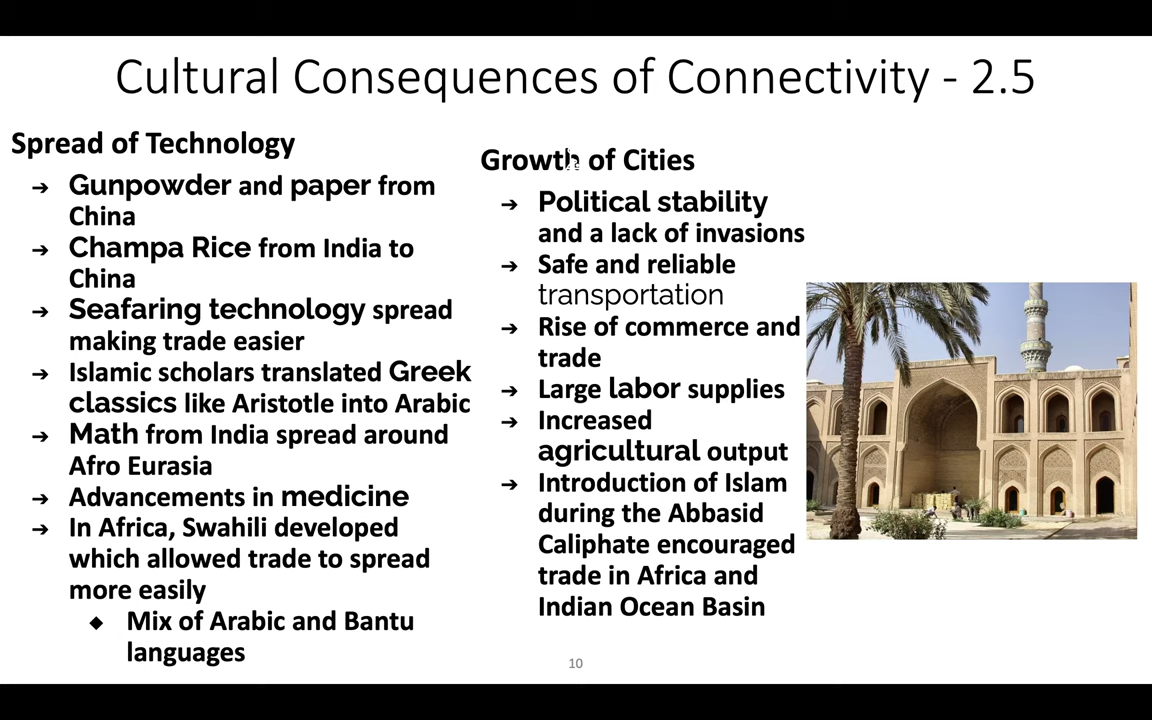 Cultural Consequences of Connectivity - 2.5
Spread of Technology
➔ Gunpowder and paper from
China
➔ Champa Rice from India to
China
➔ Seafaring technology spread
making trade easier
➔ Islamic scholars translated Greek
classics like Aristotle into Arabic
➔ Math from India spread around
Afro Eurasia
➔ Advancements in medicine
➔ In Africa, Swahili developed
which allowed trade to spread
more easily
◆ Mix of Arabic and Bantu
languages
Growth of Cities
➔ Political stability
and a lack of invasions
➔ Safe and reliable
transportation
➔ Rise of commerce and
trade
➔ Large labor supplies
➔ Increased
agricultural output
➔ Introduction of Islam
during the Abbasid
Caliphate encouraged
trade in Africa and
Indian Ocean Basin
10